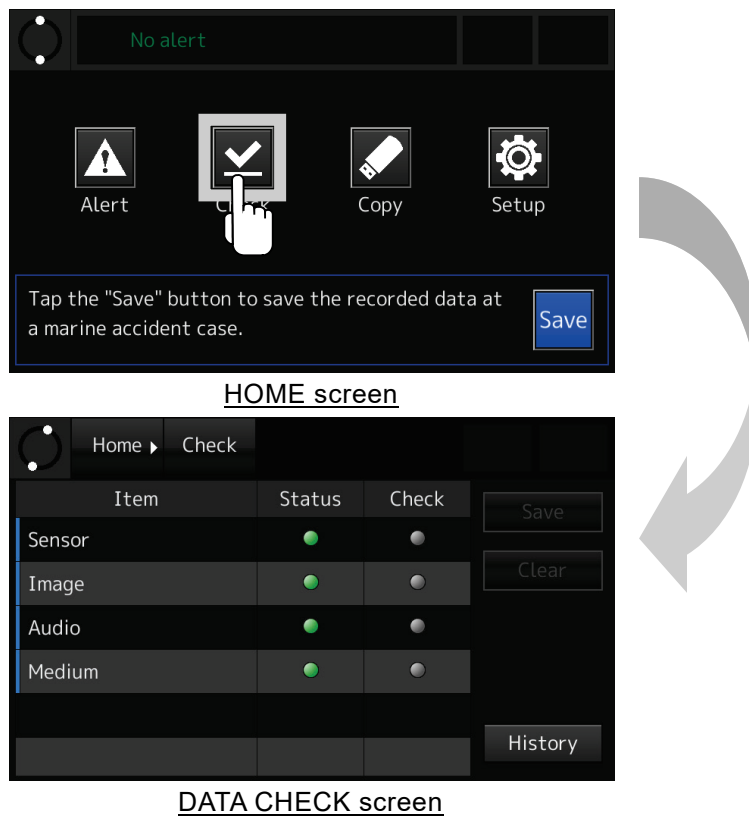 No alert
Alert Check Copy Setup
Tap the "Save" button to save the recorded data at
a marine accident case.
Save
HOME screen
Home Check
Item Status Check
Save
Sensor
Clear
Image
Audio
Medium
History
DATA CHECK screen